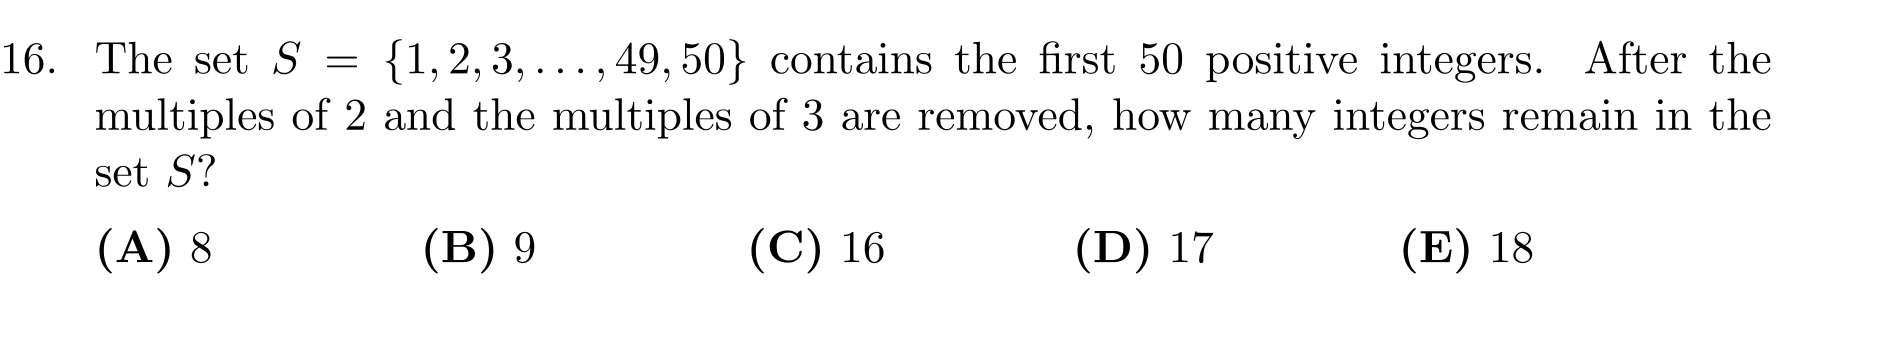 16. The set S = {1, 2, 3, . . . , 49, 50} contains the first 50 positive integers. After the
multiples of 2 and the multiples of 3 are removed, how many integers remain in the
set S?
(A) 8 (B) 9 (C) 16 (D) 17 (E) 18